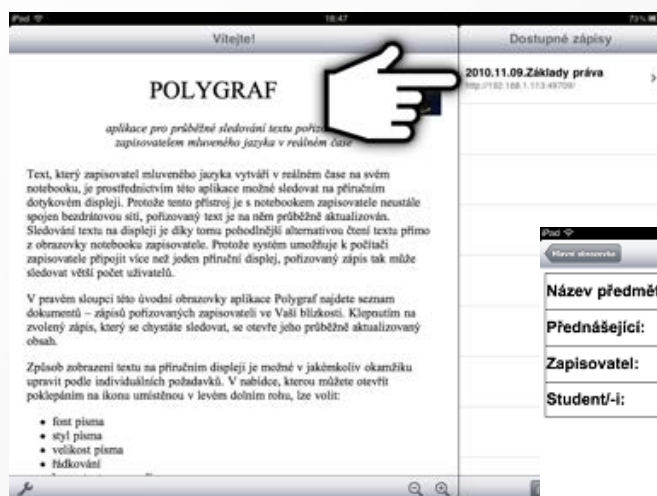 iPad
18:47
73%
Vítejte!
Dostupné zápisy
2010.11.09.Základy práva
http://192.168.1.113:49709/
POLYGRAF
aplikace pro průběžné sledování textu
zapisovatelem mluveného jazyka v reálném čase
Text, který zapisovatel mluveného jazyka vytváří v reálném čase na svém
notebooku, je prostřednictvím této aplikace možné sledovat na příručním
dotykovém displeji. Protože tento přístroj je s notebookem zapisovatele neustále
spojen bezdrátovou sítí, pořizovaný text je na něm průběžně aktualizován.
Sledování textu na displeji je díky tomu pohodlnější alternativou čtení textu přímo
z obrazovky notebooku zapisovatele. Protože systém umožňuje k počítači
zapisovatele připojit více než jeden příruční displej, pořizovaný zápis tak může
sledovat větší počet uživatelů.
V pravém sloupci této úvodní obrazovky aplikace Polygraf najdete seznam
dokumentů – zápisů pořizovaných zapisovateli ve Vaší blízkosti. Klepnutím na
zvolený zápis, který se chystáte sledovat, se otevře jeho průběžně aktualizovaný
obsah.
Způsob zobrazení textu na příručním displeji je možné v jakémkoliv okamžiku
upravit podle individuálních požadavků. V nabídce, kterou můžete otevřít
poklepáním na ikonu umístěnou v levém dolním rohu, lze volit:
• font písma
• styl písma
• velikost písma
• řádkování
iPad
Hlavní obrazovka
Název předmět
Přednášející:
Zapisovatel:
Student/-i: